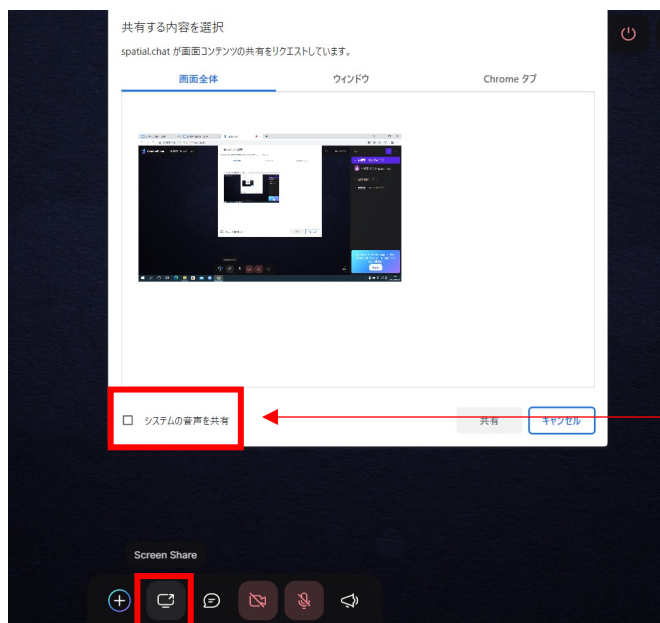 共有する内容を選択
spatial.chat が画面コンテンツの共有をリクエストしています。
画面全体
ウィンドウ
Chrome タブ
システムの音声を共有
共有
キャンセル
Screen Share